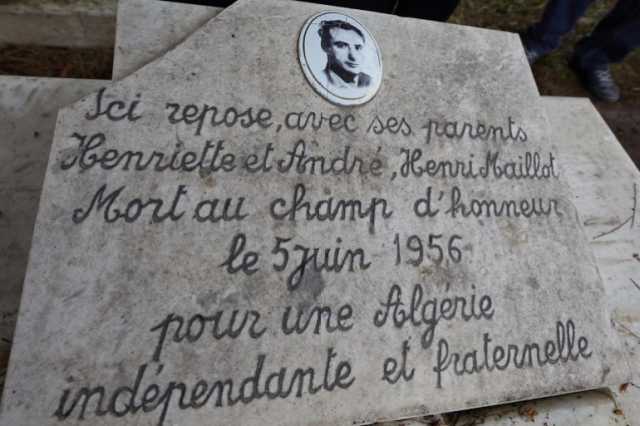 Ici repose, avec ses parents
Henriette et André, Henri Maillot
Mort au champ d'honneur
le 5 Juin 1956
pour une Algérie
indépendante et fraternelle